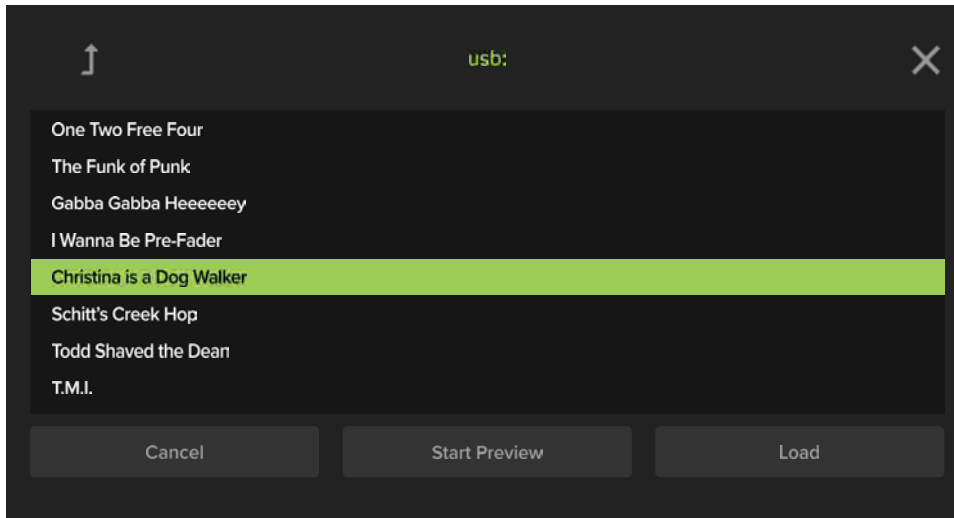 usb:
One Two Free Four
The Funk of Punk
Gabba Gabba Heeeeeey
I Wanna Be Pre-Fader
Christina is a Dog Walker
Schitt's Creek Hop
Todd Shaved the Dean
T.M.I.
Cancel
Start Preview
Load